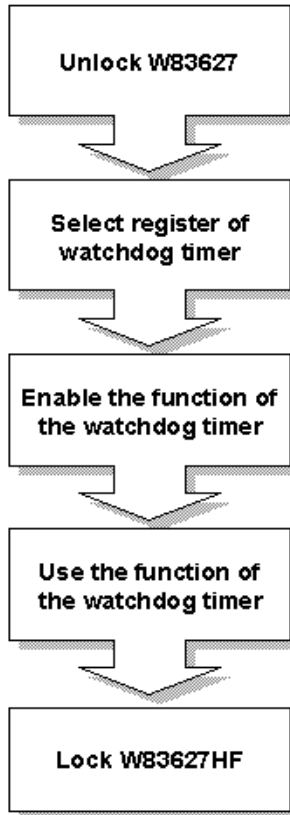 Unlock W83627
Select register of
watchdog timer
Enable the function of
the watchdog timer
Use the function of
the watchdog timer
Lock W83627HF